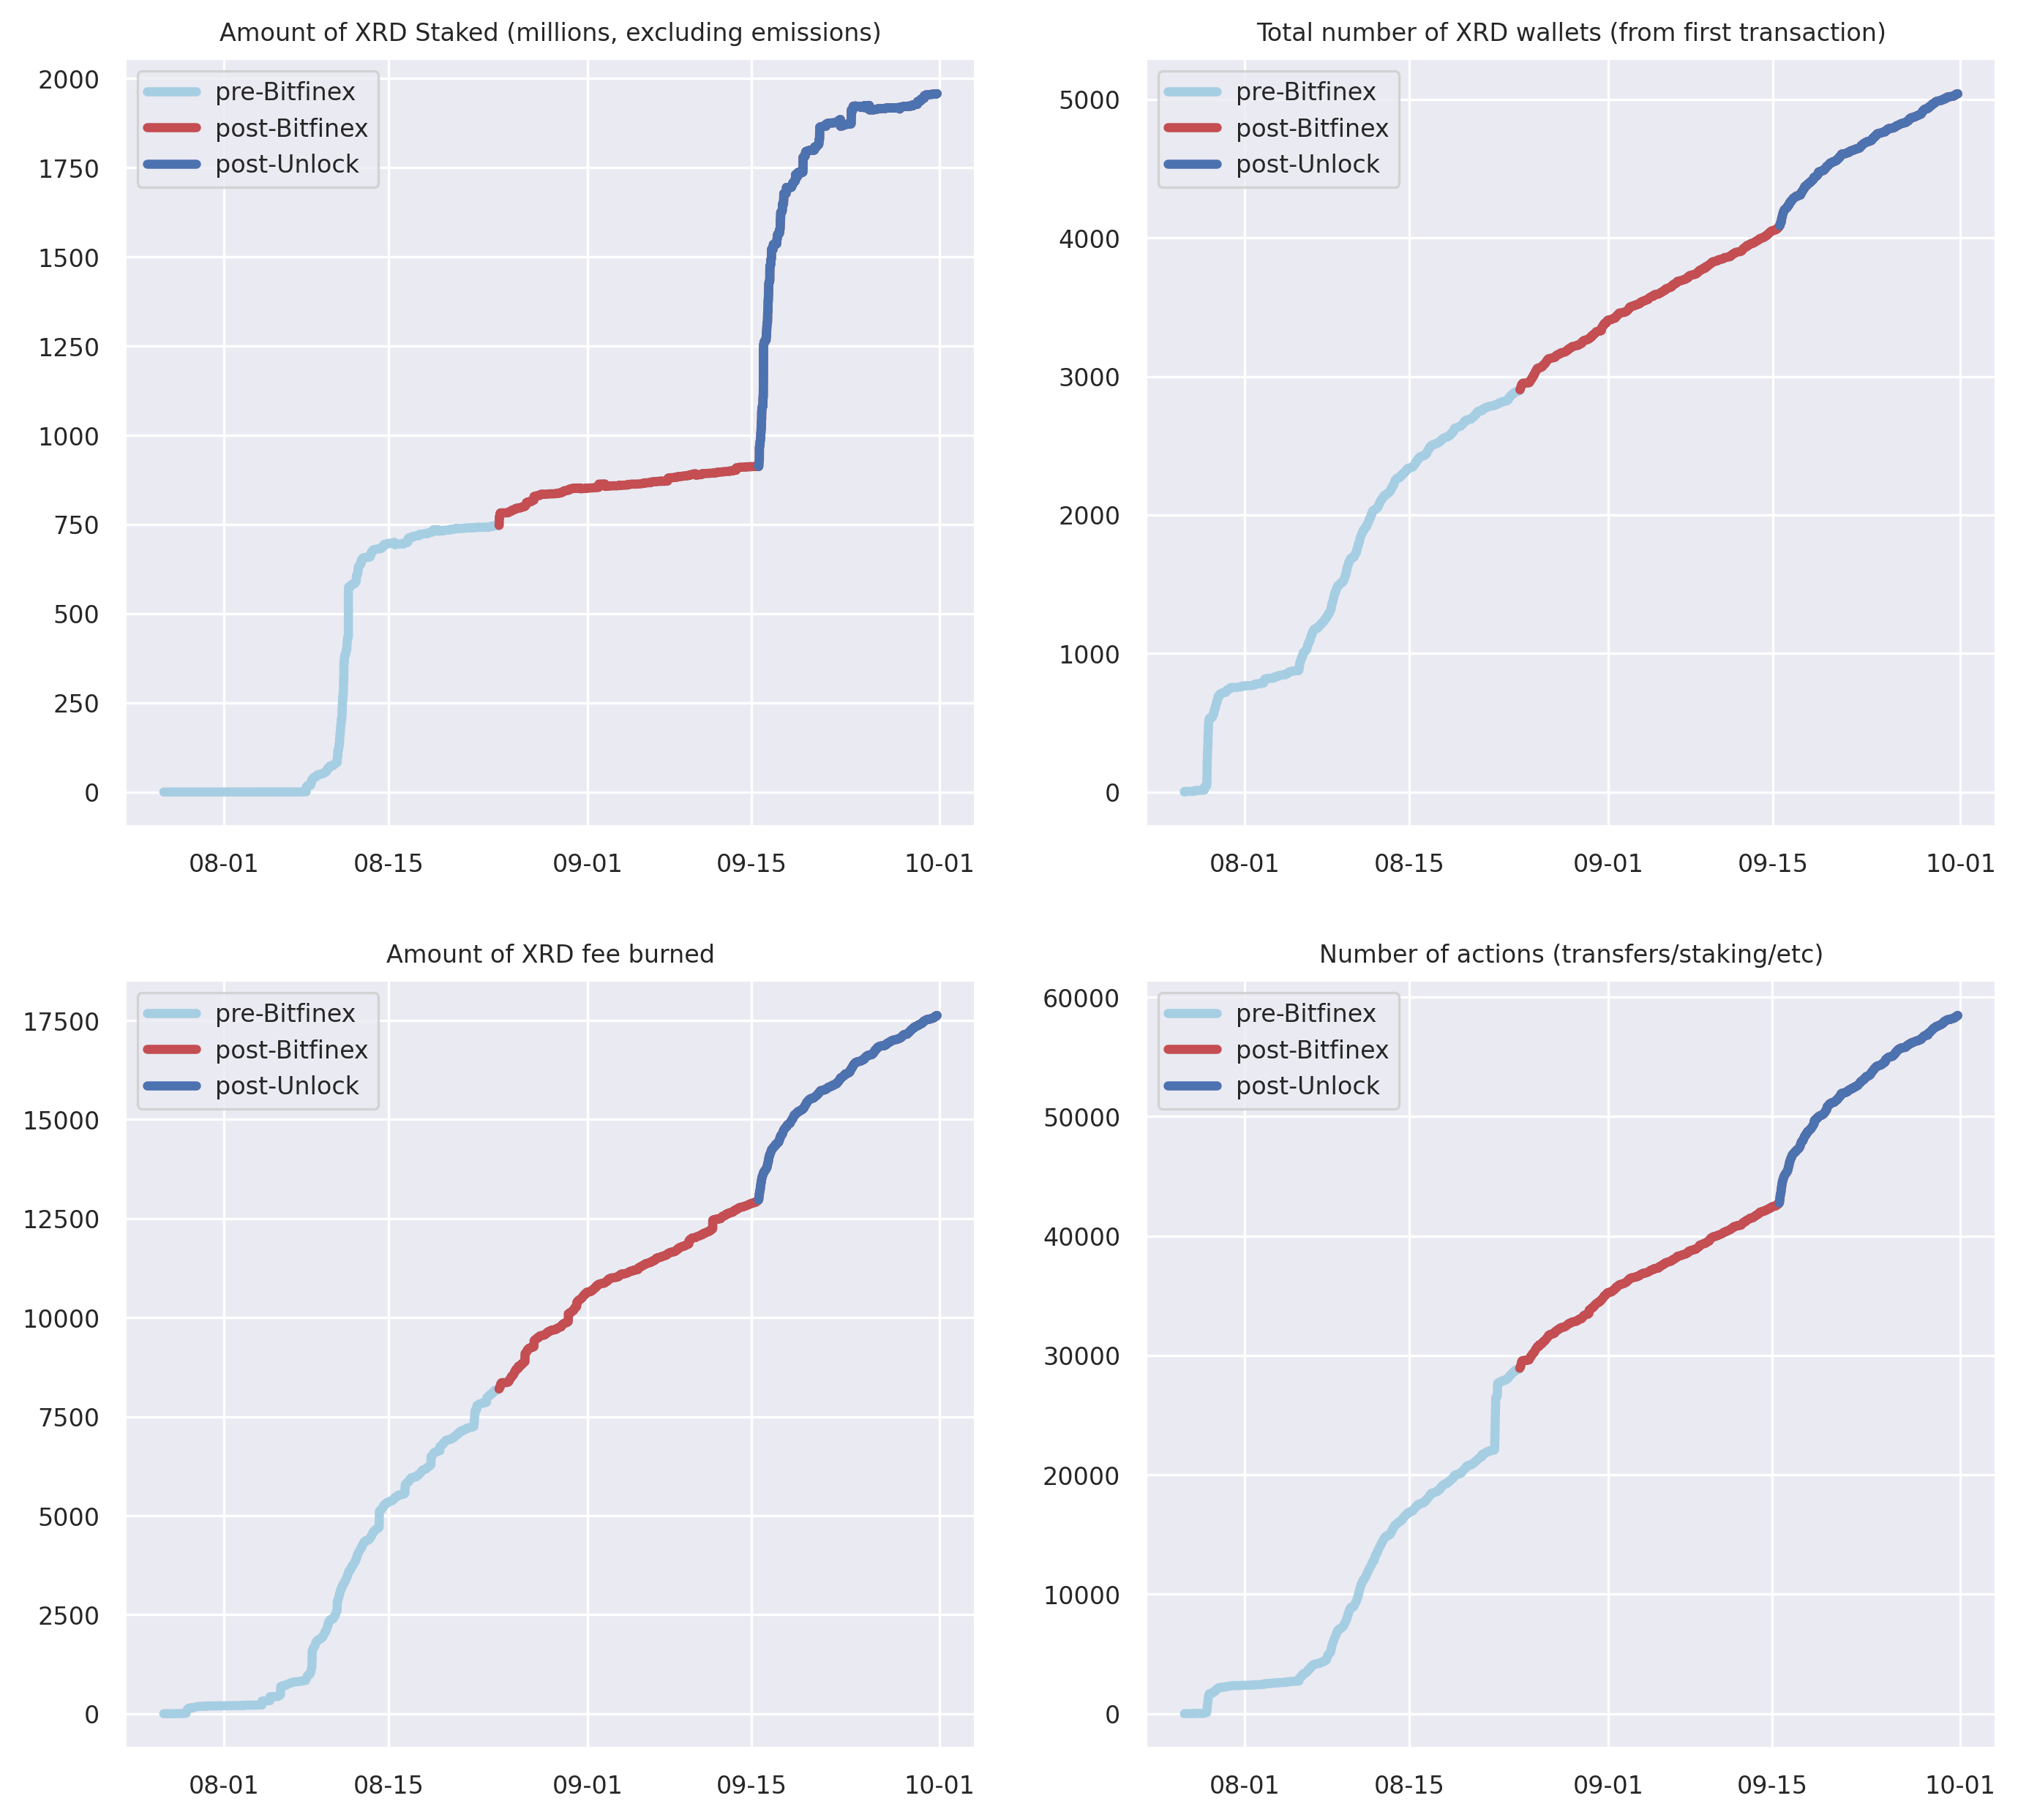 Amount of XRD Staked (millions, excluding emissions)
2000
1750
1500
1250
1000
750
500
250
0
pre-Bitfinex
post-Bitfinex
post-Unlock
08-01 08-15 09-01 09-15 10-01
Total number of XRD wallets (from first transaction)
5000
4000
3000
2000
1000
0
pre-Bitfinex
post-Bitfinex
post-Unlock
08-01 08-15 09-01 09-15 10-01
Amount of XRD fee burned
17500
15000
12500
10000
7500
5000
2500
0
pre-Bitfinex
post-Bitfinex
post-Unlock
08-01 08-15 09-01 09-15 10-01
Number of actions (transfers/staking/etc)
60000
50000
40000
30000
20000
10000
0
pre-Bitfinex
post-Bitfinex
post-Unlock
08-01 08-15 09-01 09-15 10-01